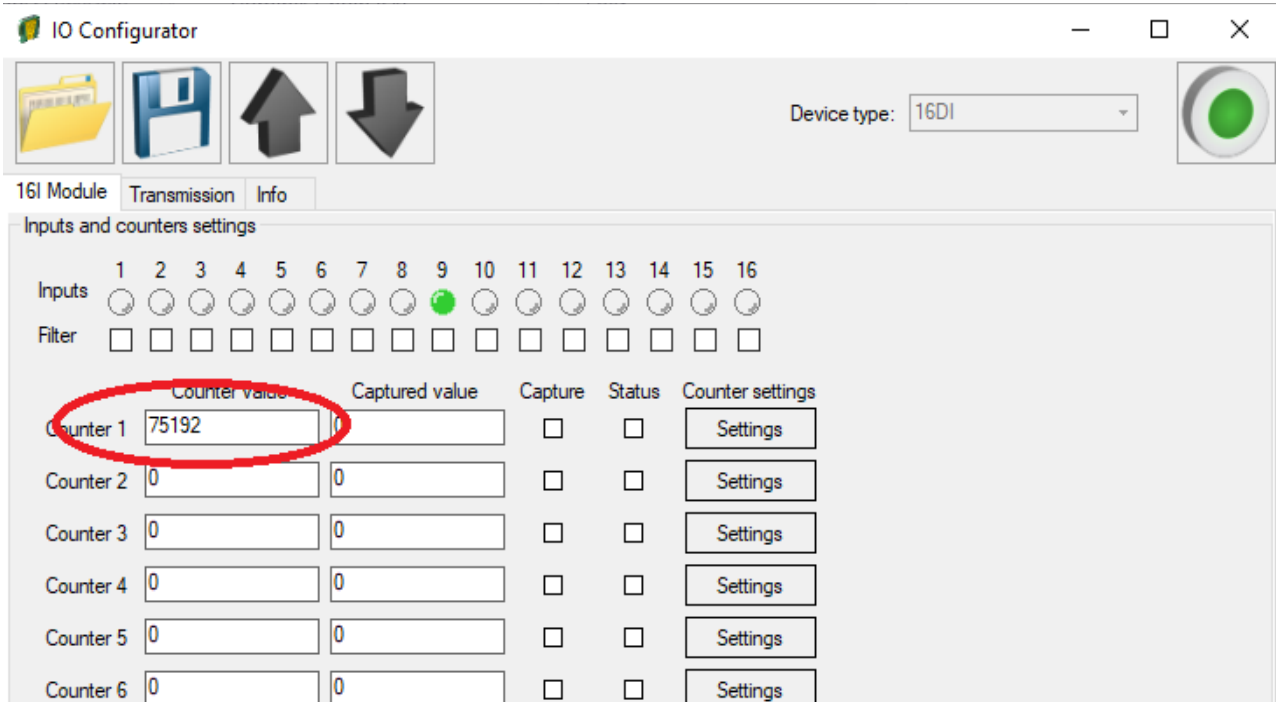 IO Configurator
Device type: 16DI
16I Module Transmission Info
Inputs and counters settings
1 2 3 4 5 6 7 8 9 10 11 12 13 14 15 16
Inputs
Filter
Counter value Captured value Capture Status Counter settings
Counter 1 75192 0 Settings
Counter 2 0 0 Settings
Counter 3 0 0 Settings
Counter 4 0 0 Settings
Counter 5 0 0 Settings
Counter 6 0 0 Settings